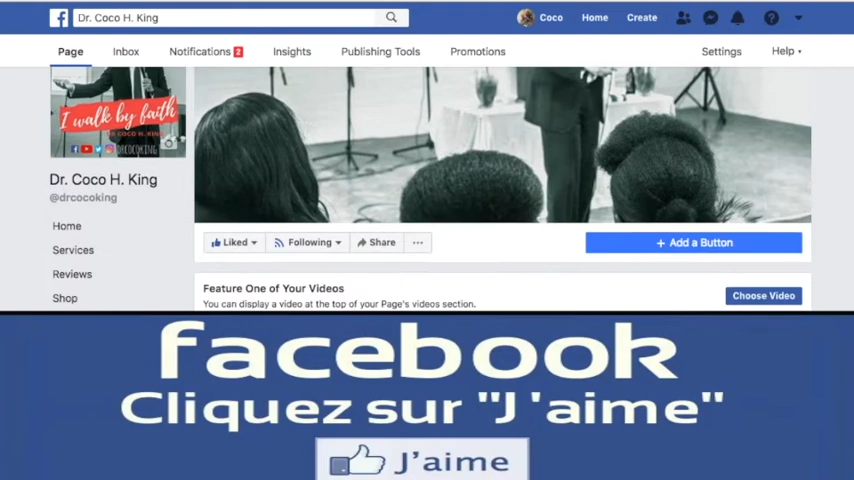 f
Dr. Coco H. King
Coco
Home
Create
Page
Inbox
Notifications 2
Insights
Publishing Tools
Promotions
Settings
Help
I walk by faith
DR COCO H. KING
DRCOCOKING
Dr. Coco H. King
@drcocoking
Home
Services
Reviews
Shop
Liked
Following
Share
...
+ Add a Button
Feature One of Your Videos
You can display a video at the top of your Page's videos section.
Choose Video
facebook
Cliquez sur "J 'aime"
J'aime